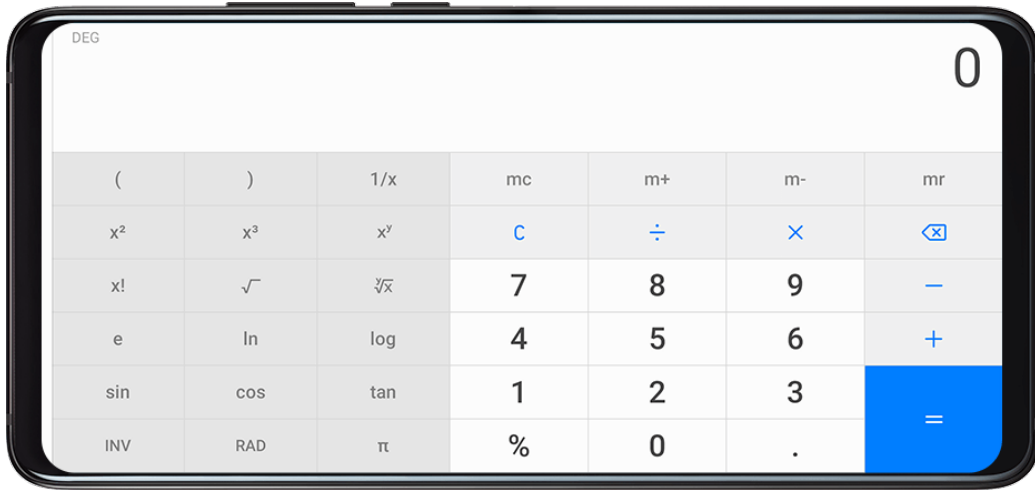 DEG
0
( ) 1/x mc m+ m- mr
x² x³ xʸ C ÷ ×
x! √ ʸ√x 7 8 9 −
e ln log 4 5 6 +
sin cos tan 1 2 3 =
INV RAD π % 0 .